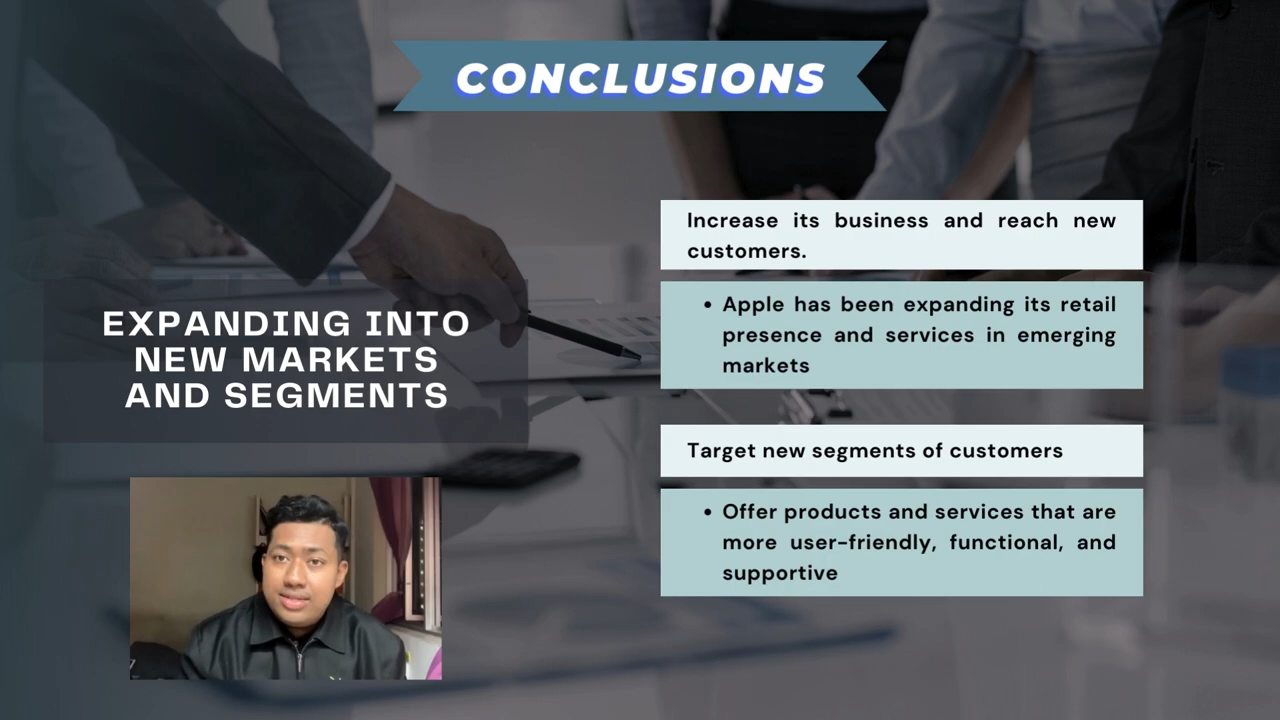 CONCLUSIONS
EXPANDING INTO
NEW MARKETS
AND SEGMENTS
Increase its business and reach new
customers.
• Apple has been expanding its retail
presence and services in emerging
markets
Target new segments of customers
• Offer products and services that are
more user-friendly, functional, and
supportive